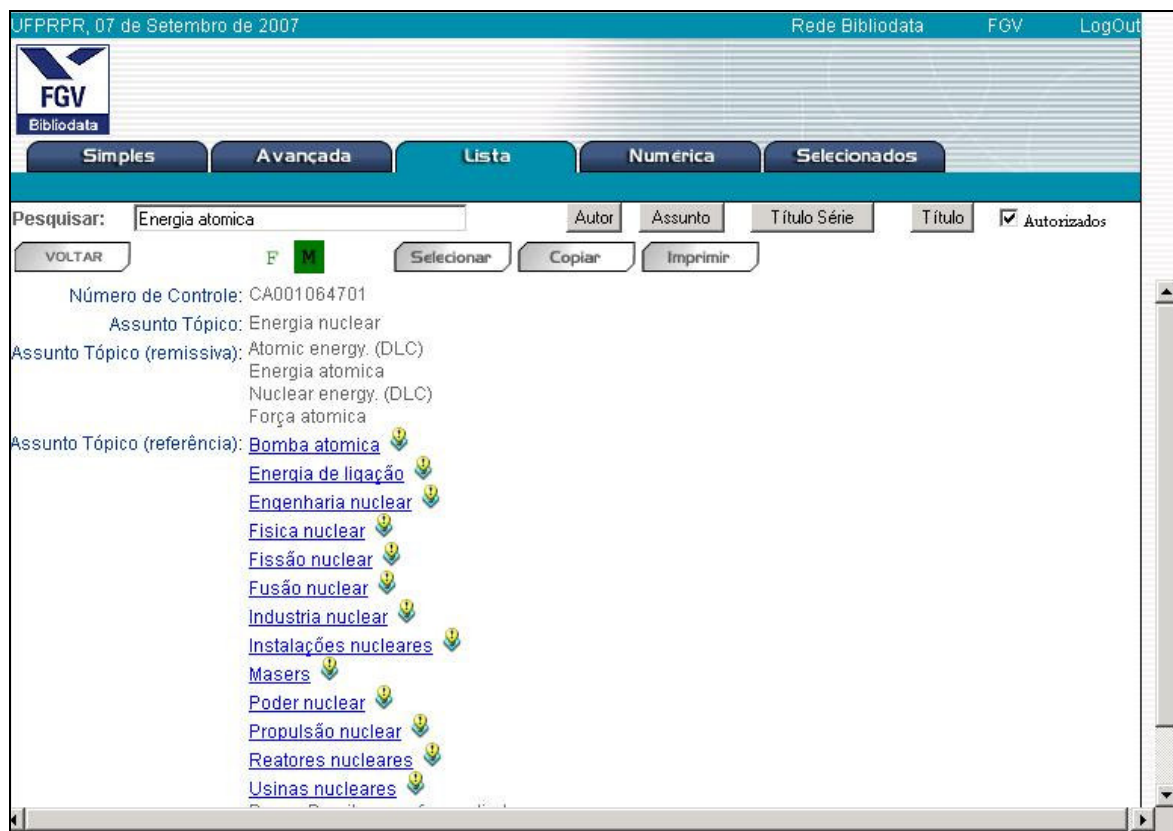 UFPRPR, 07 de Setembro de 2007 Rede Bibliodata FGV LogOut
FGV
Bibliodata
Simples Avançada Lista Numérica Selecionados
Pesquisar: Energia atomica Autor Assunto Título Série Título Autorizados
VOLTAR F M Selecionar Copiar Imprimir
Número de Controle: CA001064701
Assunto Tópico: Energia nuclear
Assunto Tópico (remissiva): Atomic energy. (DLC)
Energia atomica
Nuclear energy. (DLC)
Força atomica
Assunto Tópico (referência): Bomba atomica
Energia de ligação
Engenharia nuclear
Fisica nuclear
Fissão nuclear
Fusão nuclear
Industria nuclear
Instalações nucleares
Masers
Poder nuclear
Propulsão nuclear
Reatores nucleares
Usinas nucleares